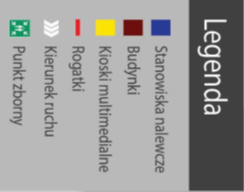 Legenda
Stanowiska nalewcze
Budynki
Kioski multimedialne
Rogatki
Kierunek ruchu
Punkt zborny